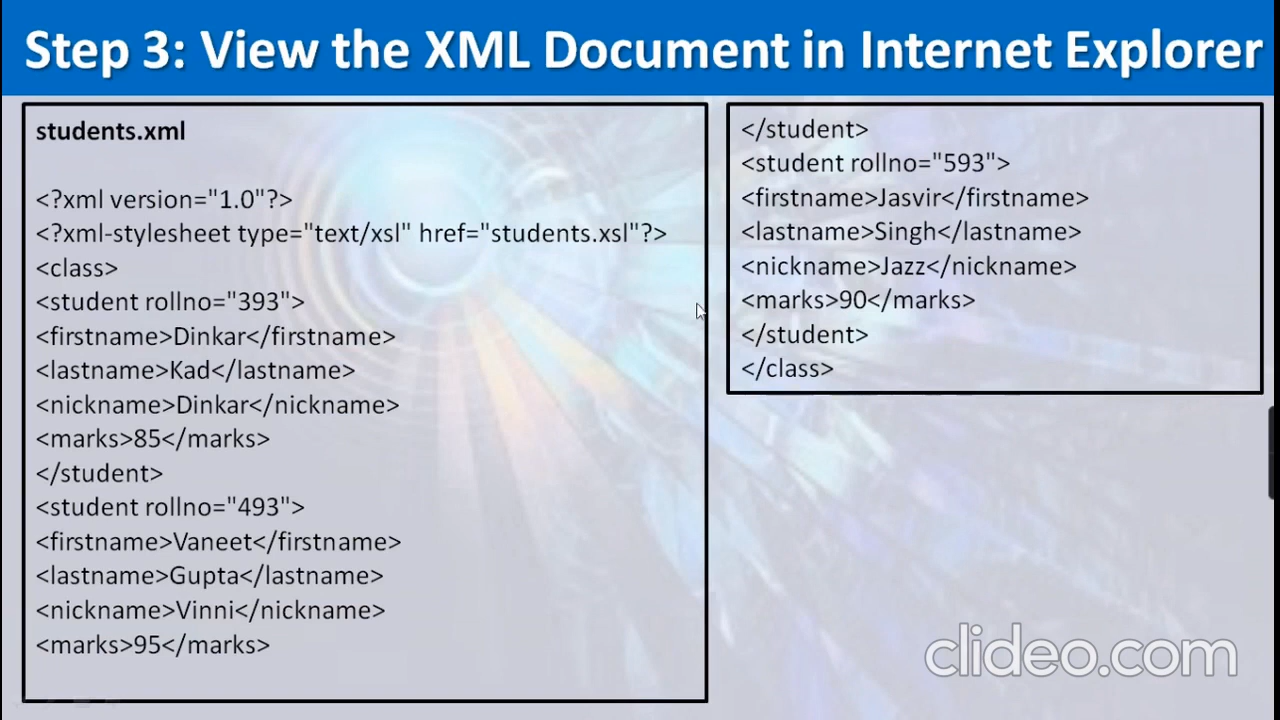 Step 3: View the XML Document in Internet Explorer
students.xml
<?xml version="1.0"?>
<?xml-stylesheet type="text/xsl" href="students.xsl"?>
<class>
<student rollno="393">
<firstname>Dinkar</firstname>
<lastname>Kad</lastname>
<nickname>Dinkar</nickname>
<marks>85</marks>
</student>
<student rollno="493">
<firstname>Vaneet</firstname>
<lastname>Gupta</lastname>
<nickname>Vinni</nickname>
<marks>95</marks>
</student>
<student rollno="593">
<firstname>Jasvir</firstname>
<lastname>Singh</lastname>
<nickname>Jazz</nickname>
<marks>90</marks>
</student>
</class>
clideo.com